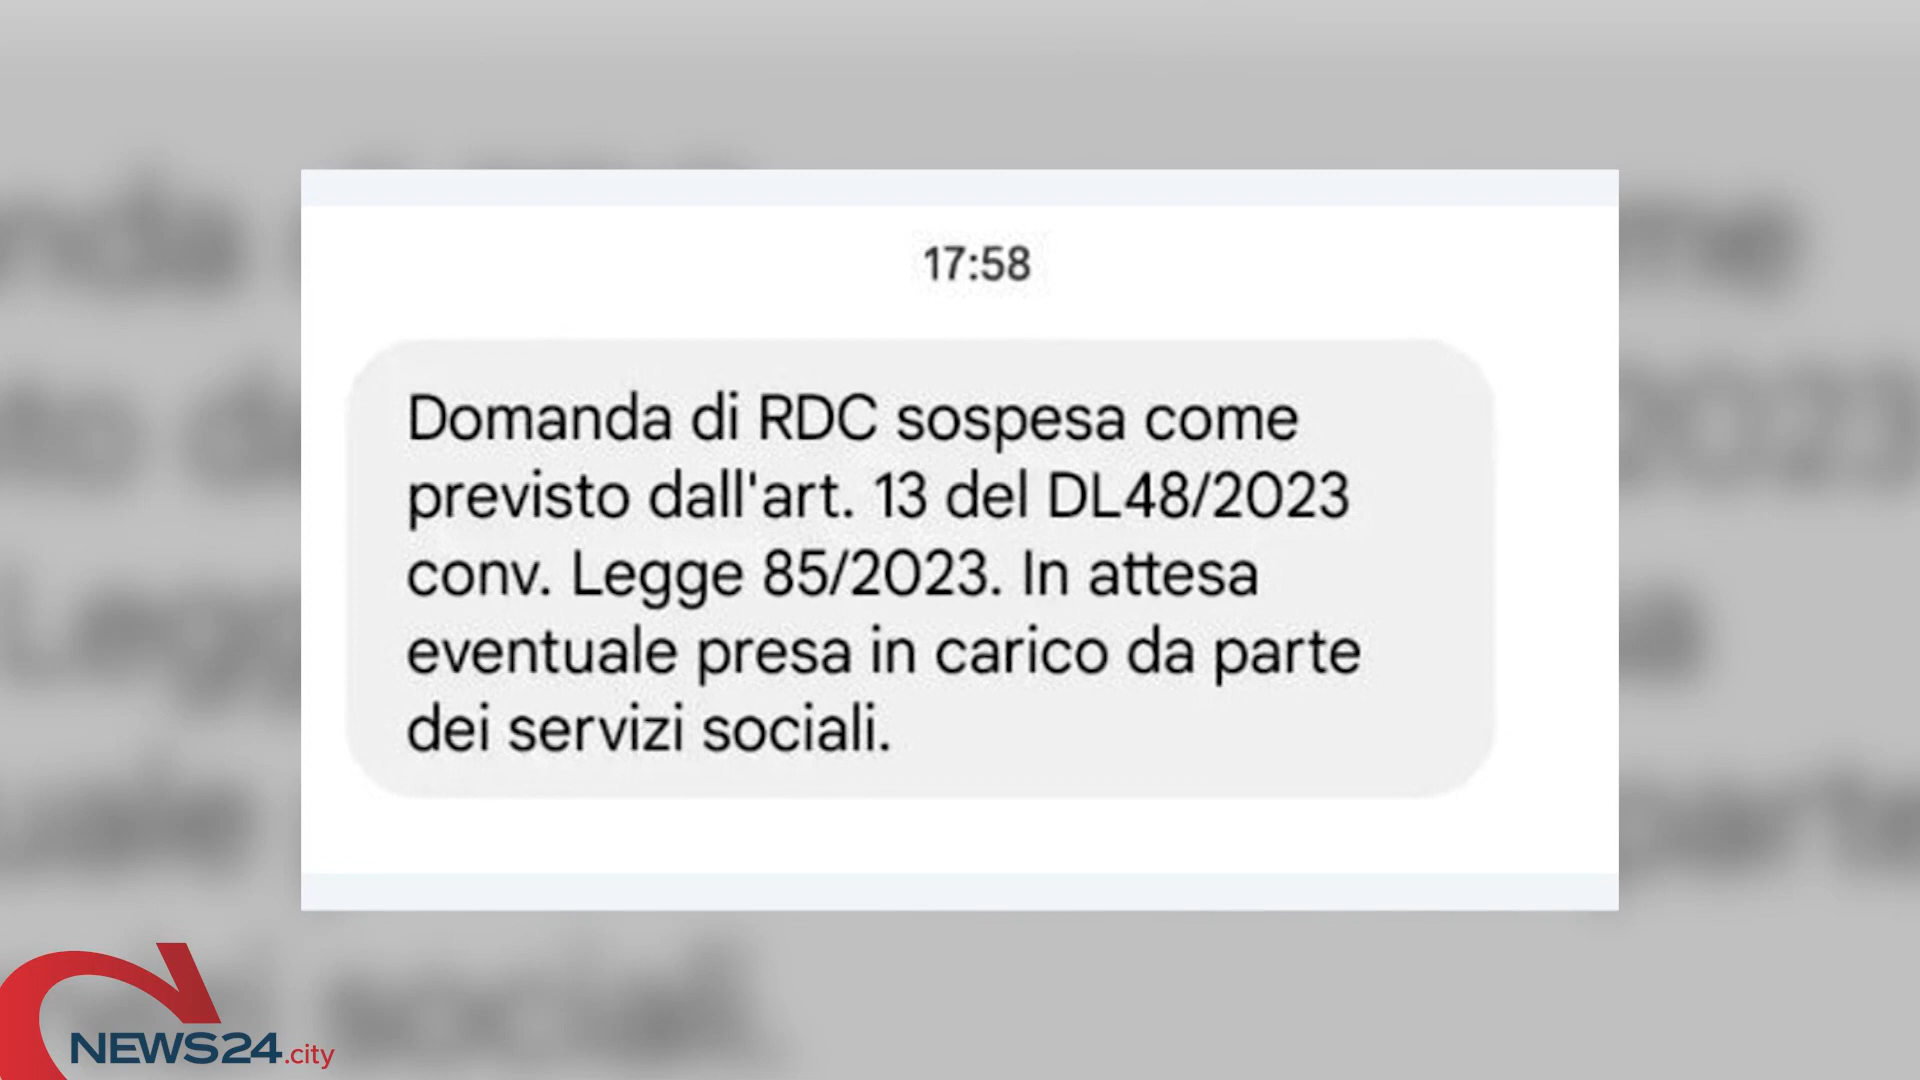 17:58
Domanda di RDC sospesa come
previsto dall'art. 13 del DL48/2023
conv. Legge 85/2023. In attesa
eventuale presa in carico da parte
dei servizi sociali.
NEWS24.city